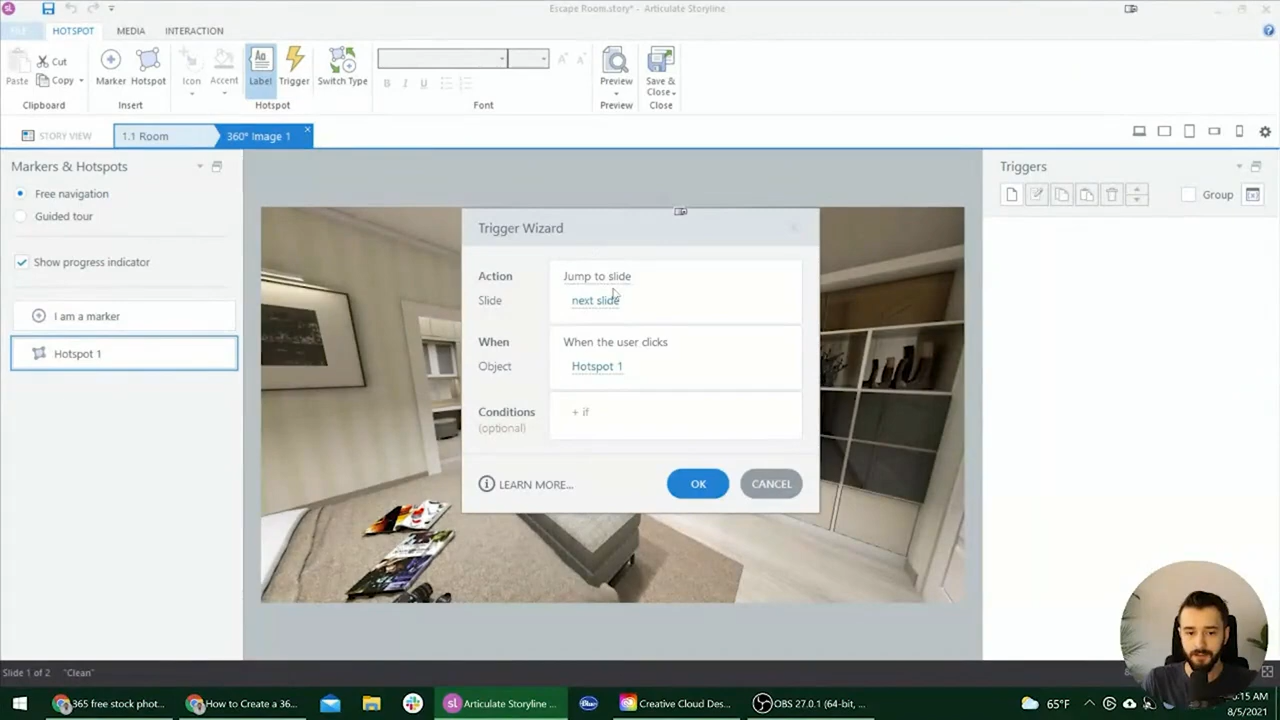 Escape Room.story* - Articulate Storyline
FILE HOTSPOT MEDIA INTERACTION
Paste Cut Copy Marker Hotspot Icon Accent Aa Label Trigger Switch Type B I U Preview Save & Close
Clipboard Insert Hotspot Font Preview Close
STORY VIEW 1.1 Room 360° Image 1
Markers & Hotspots
Free navigation
Guided tour
Show progress indicator
I am a marker
Hotspot 1
Trigger Wizard
Action Jump to slide
Slide next slide
When When the user clicks
Object Hotspot 1
Conditions + if
(optional)
LEARN MORE... OK CANCEL
Triggers
Group
Slide 1 of 2 "Clean"
365 free stock phot... How to Create a 36... Articulate Storyline ... Creative Cloud Des... OBS 27.0.1 (64-bit, ... 65°F :15 AM
8/5/2021